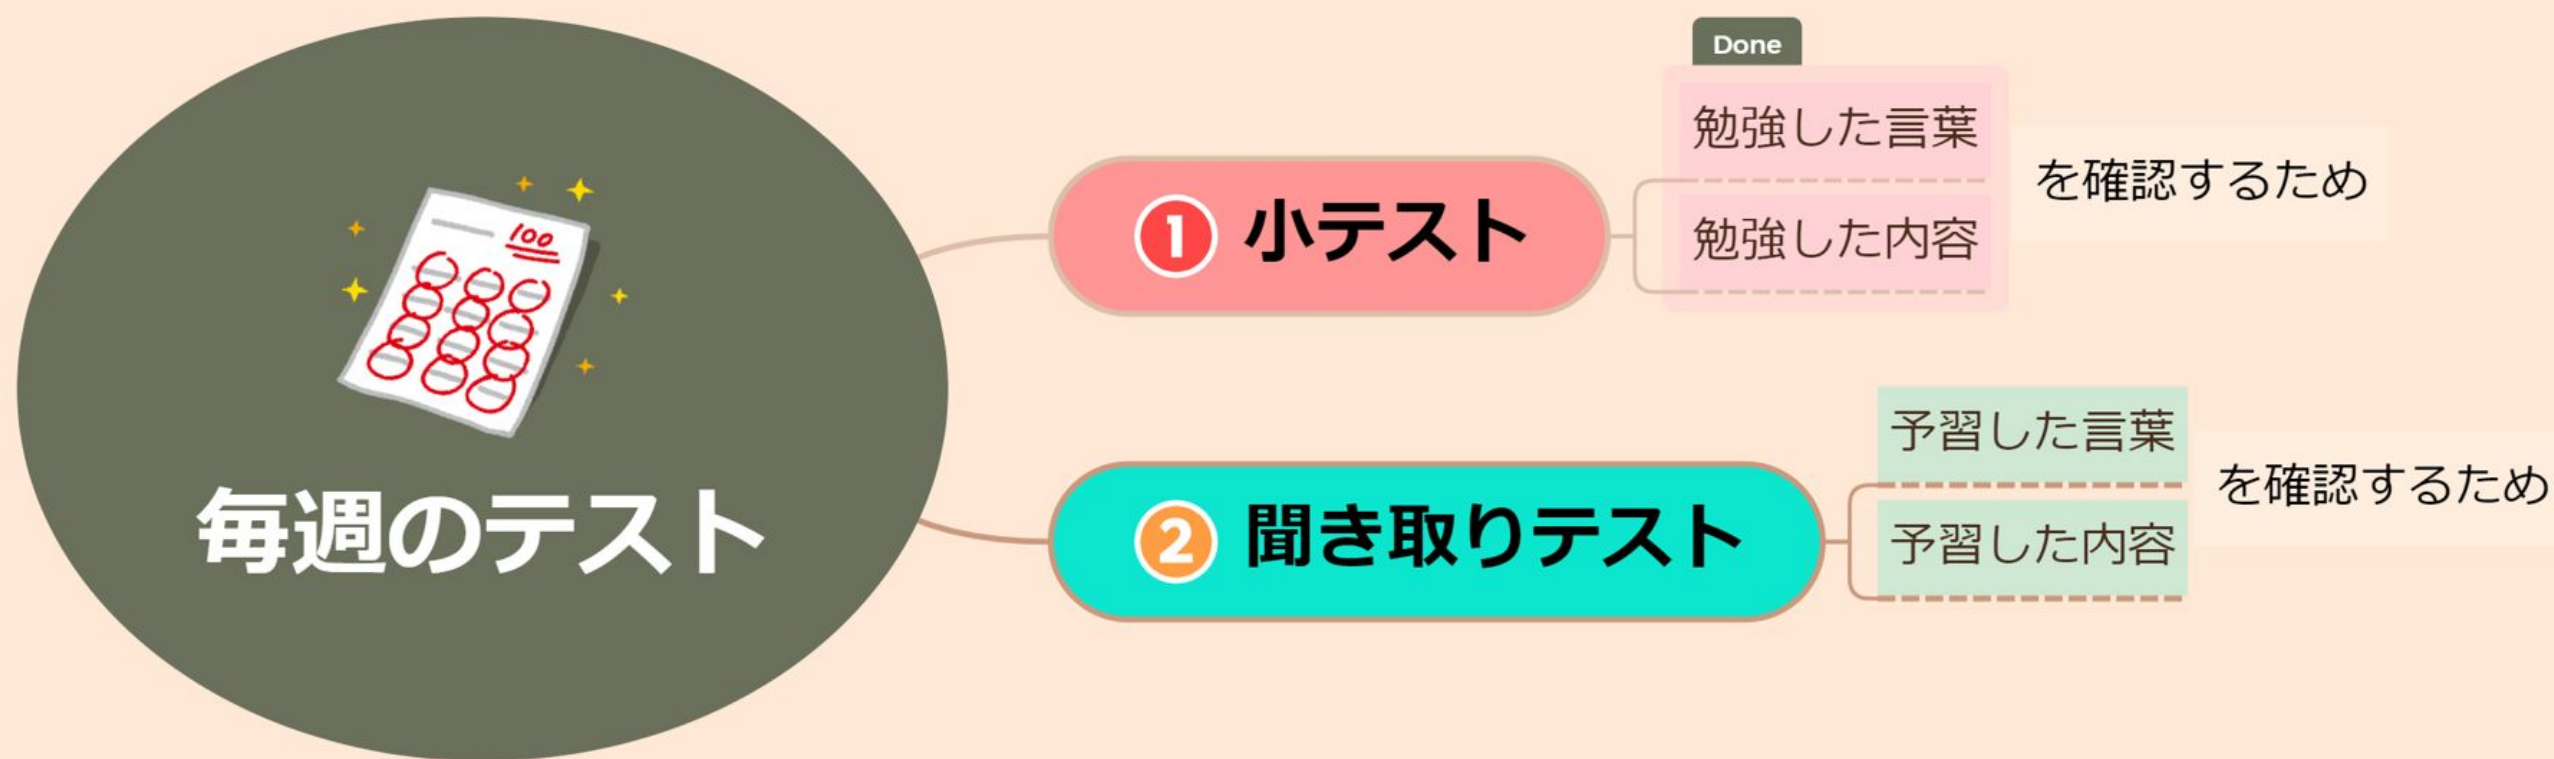 100
毎週のテスト
1 小テスト
Done
勉強した言葉
勉強した内容
を確認するため
2 聞き取りテスト
予習した言葉
予習した内容
を確認するため